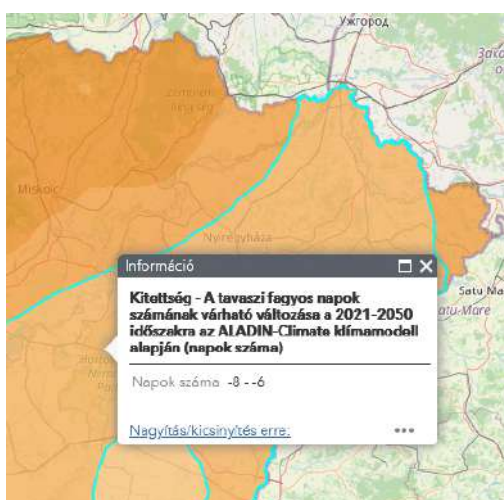 Ужгород
Miskolc
Nyíregyháza
Információ
Satu Ma
atu-Mare
Kitettség - A tavaszi fagyos napok
számának várható változása a 2021-2050
időszakra az ALADIN-Climate klímamodell
alapján (napok száma)
Napok száma -8 - -6
Nagyítás/kicsinyítés erre: